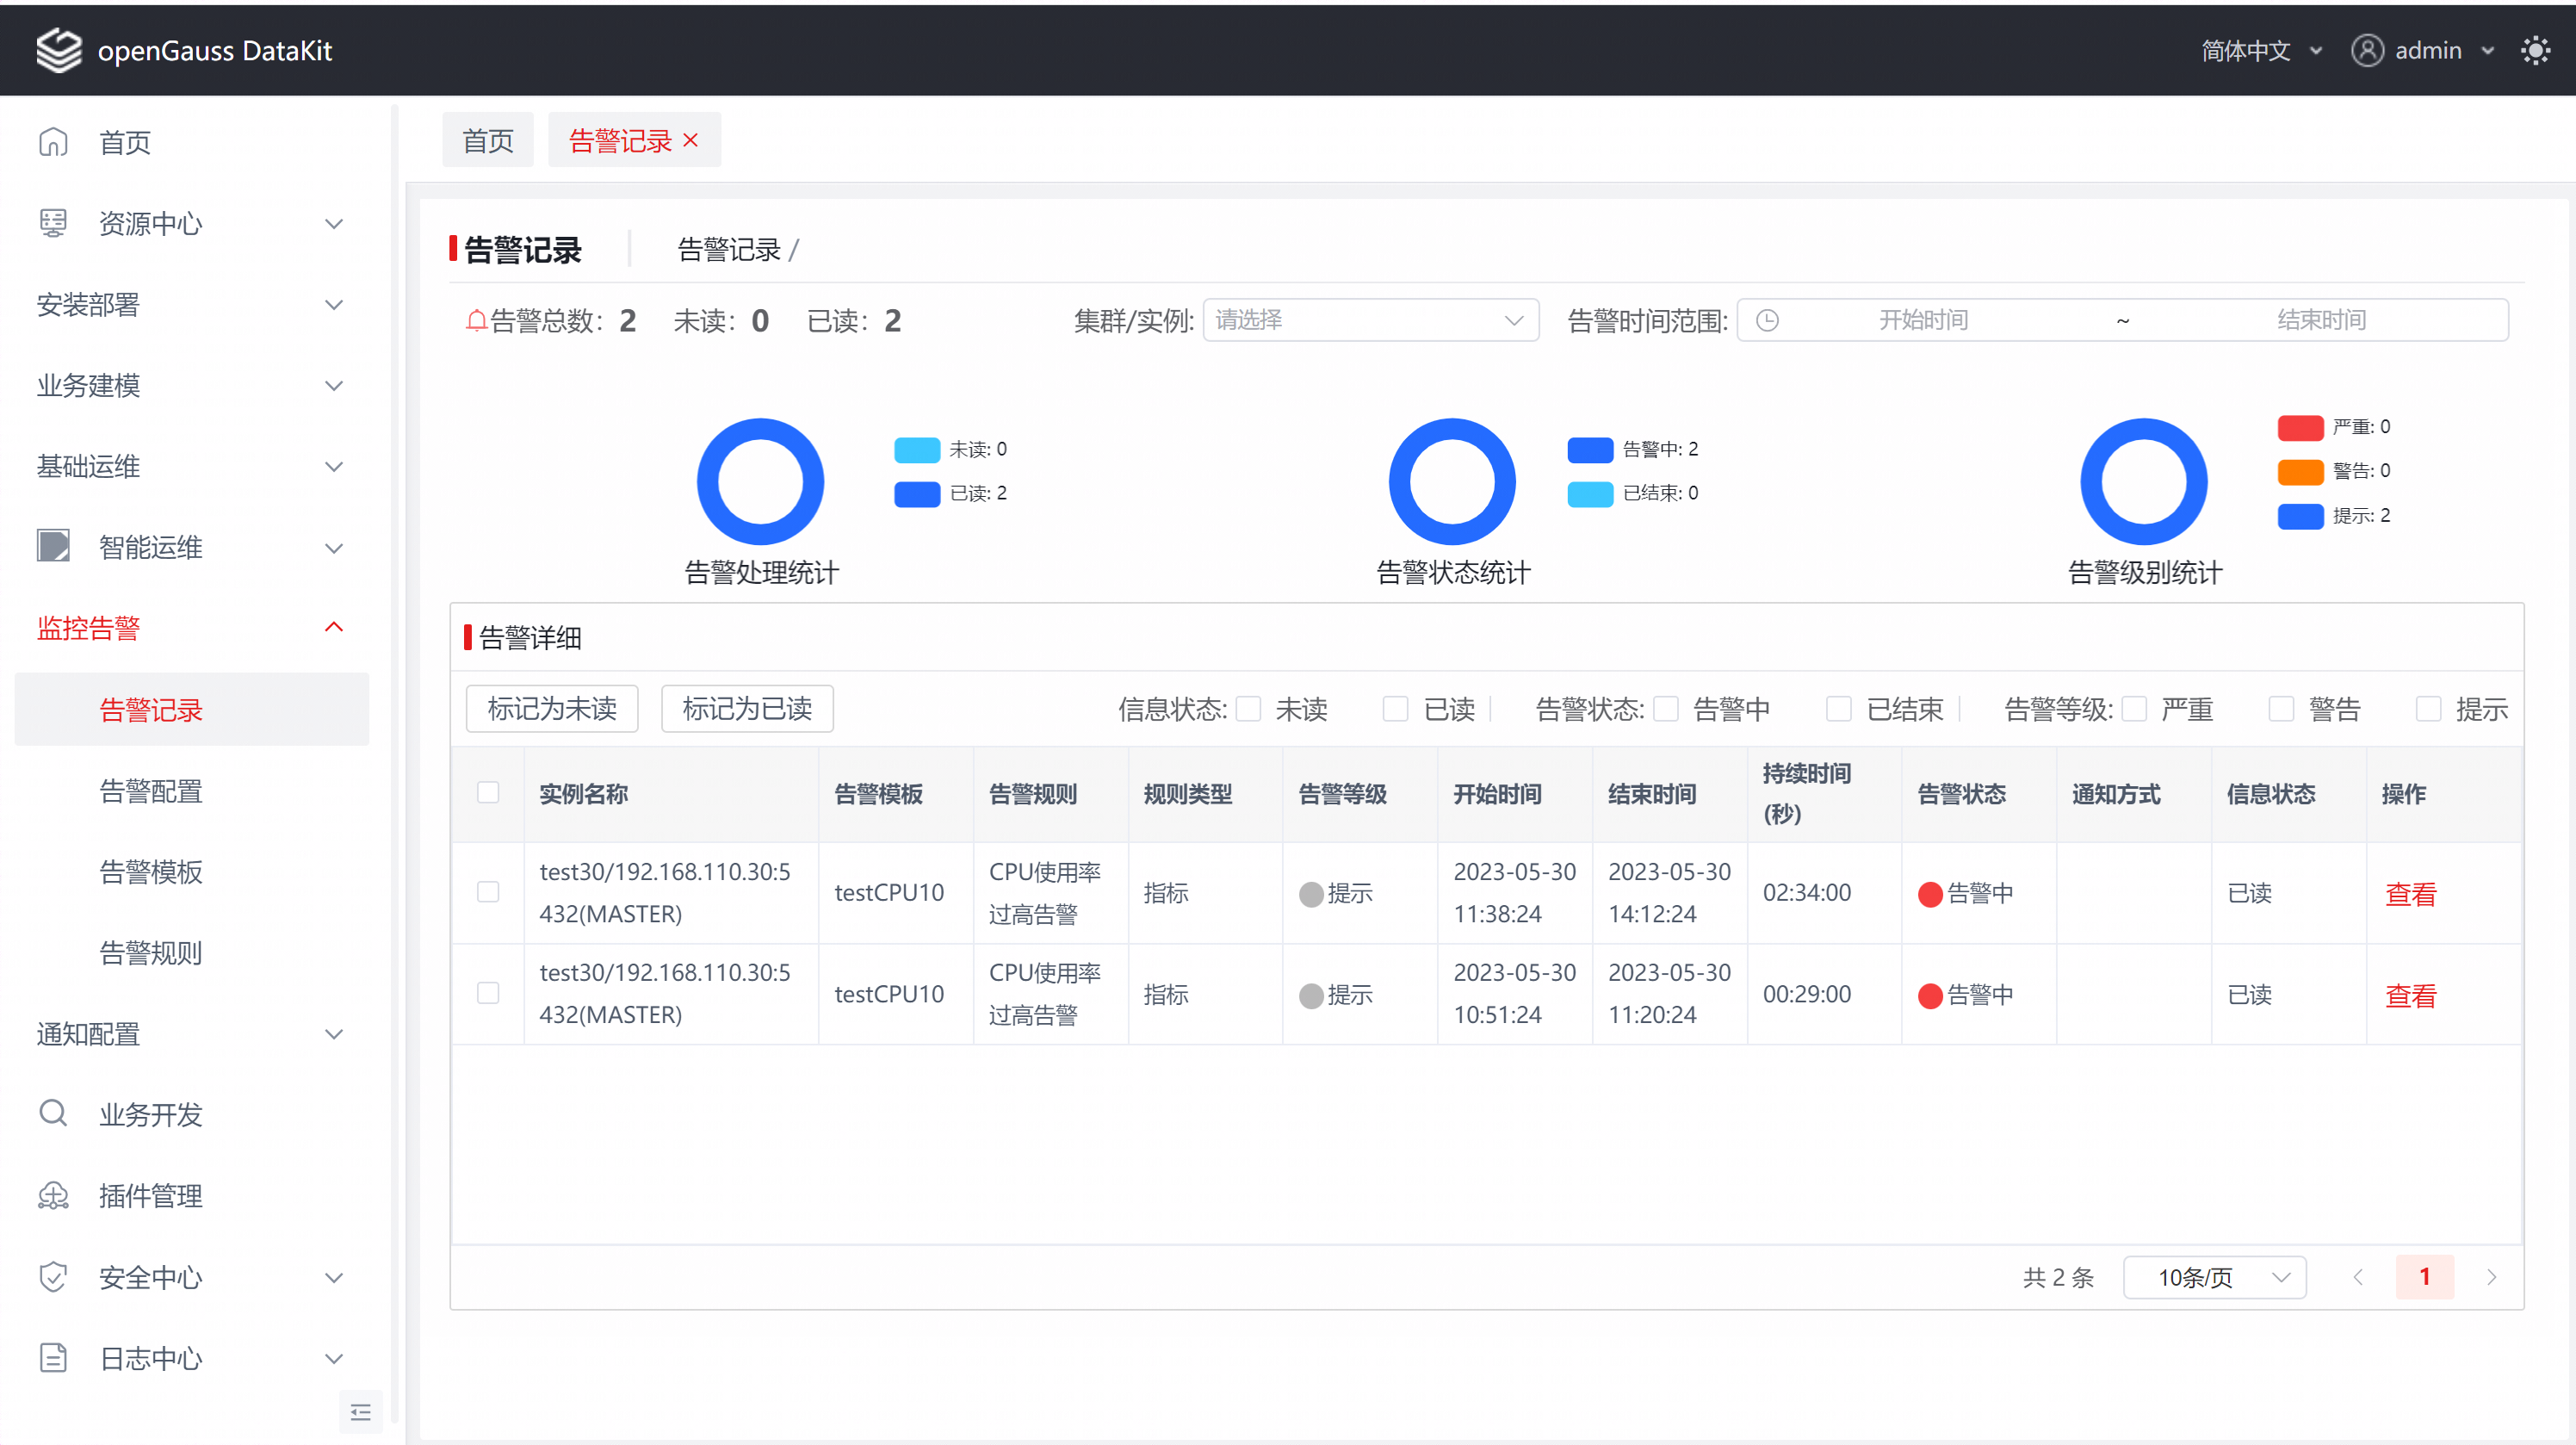 openGauss DataKit
简体中文
admin
首页
资源中心
安装部署
业务建模
基础运维
智能运维
监控告警
告警记录
告警配置
告警模板
告警规则
通知配置
业务开发
插件管理
安全中心
日志中心
首页
告警记录
告警记录
告警记录 /
告警总数: 2 未读: 0 已读: 2
集群/实例: 请选择
告警时间范围: 开始时间 ~ 结束时间
未读: 0
已读: 2
告警处理统计
告警中: 2
已结束: 0
告警状态统计
严重: 0
警告: 0
提示: 2
告警级别统计
告警详细
标记为未读 标记为已读 信息状态: 未读 已读 告警状态: 告警中 已结束 告警等级: 严重 警告 提示
实例名称 告警模板 告警规则 规则类型 告警等级 开始时间 结束时间 持续时间 告警状态 通知方式 信息状态 操作
(秒)
test30/192.168.110.30:5 CPU使用率 2023-05-30 2023-05-30
testCPU10 指标 提示 02:34:00 告警中 已读 查看
432(MASTER) 过高告警 11:38:24 14:12:24
test30/192.168.110.30:5 CPU使用率 2023-05-30 2023-05-30
testCPU10 指标 提示 00:29:00 告警中 已读 查看
432(MASTER) 过高告警 10:51:24 11:20:24
共 2 条 10条/页 1